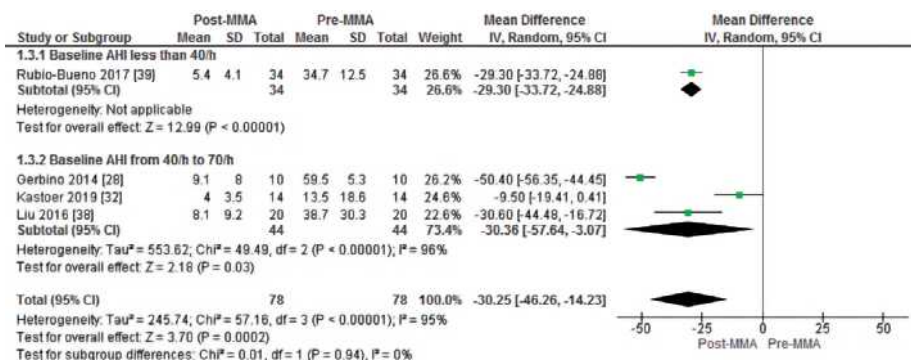 Post-MMA Pre-MMA Mean Difference Mean Difference
Study or Subgroup Mean SD Total Mean SD Total Weight IV, Random, 95% CI IV, Random, 95% CI
1.3.1 Baseline AHI less than 40/h
Rubio-Bueno 2017 [39] 5.4 4.1 34 34.7 12.5 34 26.6% -29.30 [-33.72, -24.88]
Subtotal (95% CI) 34 34 26.6% -29.30 [-33.72, -24.88]
Heterogeneity: Not applicable
Test for overall effect: Z = 12.99 (P < 0.00001)
1.3.2 Baseline AHI from 40/h to 70/h
Gerbino 2014 [28] 9.1 8 10 59.5 5.3 10 26.2% -50.40 [-56.35, -44.45]
Kastoer 2019 [32] 4 3.5 14 13.5 18.6 14 24.6% -9.50 [-19.41, 0.41]
Liu 2016 [38] 8.1 9.2 20 38.7 30.3 20 22.6% -30.60 [-44.48, -16.72]
Subtotal (95% CI) 44 44 73.4% -30.36 [-57.64, -3.07]
Heterogeneity: Tau² = 553.62; Chi² = 49.49, df = 2 (P < 0.00001); I² = 96%
Test for overall effect: Z = 2.18 (P = 0.03)
Total (95% CI) 78 78 100.0% -30.25 [-46.26, -14.23]
Heterogeneity: Tau² = 245.74; Chi² = 57.16, df = 3 (P < 0.00001); I² = 95%
Test for overall effect: Z = 3.70 (P = 0.0002)
Test for subgroup differences: Chi² = 0.01, df = 1 (P = 0.94), I² = 0%
-50 -25 0 25 50
Post-MMA Pre-MMA